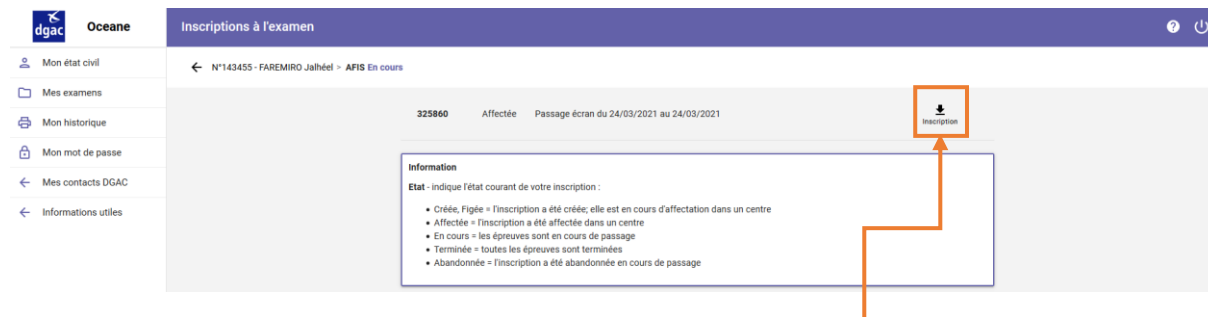 dgac Oceane
Inscriptions à l'examen
Mon état civil
Mes examens
Mon historique
Mon mot de passe
Mes contacts DGAC
Informations utiles
N°143455 - FAREMIRO Jalhéel > AFIS En cours
325860 Affectée Passage écran du 24/03/2021 au 24/03/2021
Inscription
Information
Etat - indique l'état courant de votre inscription :
• Créée, Figée = l'inscription a été créée; elle est en cours d'affectation dans un centre
• Affectée = l'inscription a été affectée dans un centre
• En cours = les épreuves sont en cours de passage
• Terminée = toutes les épreuves sont terminées
• Abandonnée = l'inscription a été abandonnée en cours de passage